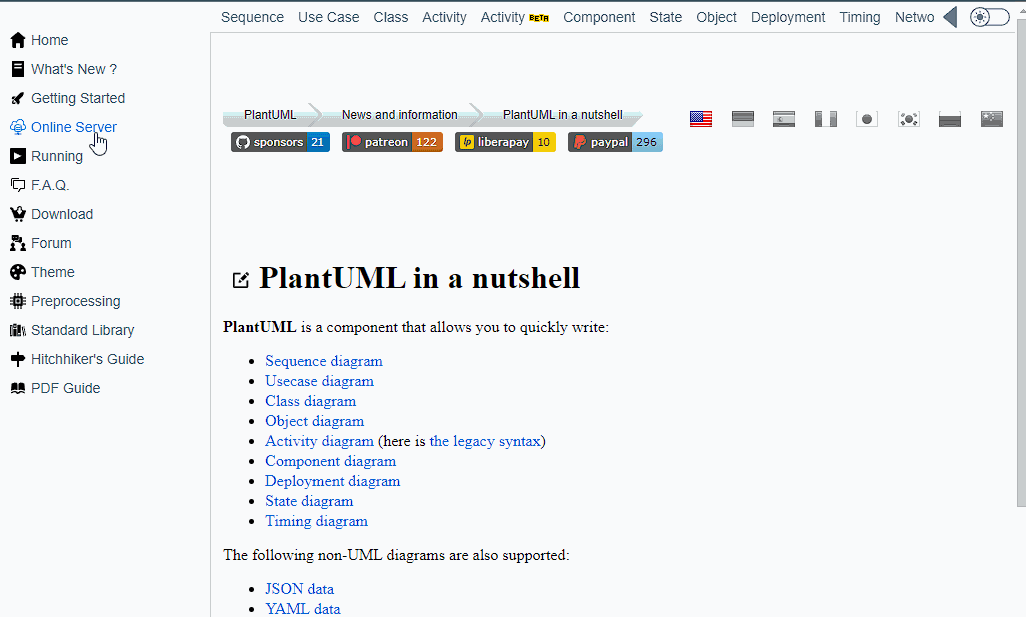 Sequence Use Case Class Activity Activity BETA Component State Object Deployment Timing Netwo
Home
What's New ?
Getting Started
Online Server
Running
F.A.Q.
Download
Forum
Theme
Preprocessing
Standard Library
Hitchhiker's Guide
PDF Guide
PlantUML News and information PlantUML in a nutshell
sponsors 21 patreon 122 lp liberapay 10 paypal 296
PlantUML in a nutshell
PlantUML is a component that allows you to quickly write:
Sequence diagram
Usecase diagram
Class diagram
Object diagram
Activity diagram (here is the legacy syntax)
Component diagram
Deployment diagram
State diagram
Timing diagram
The following non-UML diagrams are also supported:
JSON data
YAML data